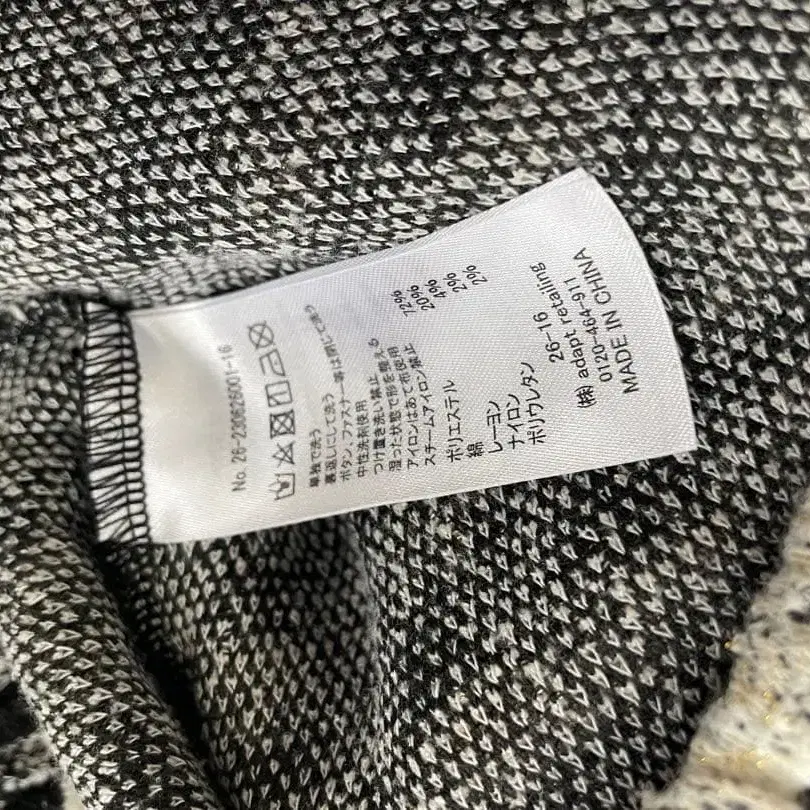 No. 26-230626001-16
単独で洗う
裏返しにして洗う
ボタン、ファスナー等は閉じて洗う
中性洗剤使用
つけ置き洗い禁止
湿った状態で形を整える
アイロンはあて布使用
スチームアイロン禁止
ポリエステル 72%
綿 20%
レーヨン 4%
ナイロン 2%
ポリウレタン 2%
26-16
(株) adapt retailing
0120-464-911
MADE IN CHINA